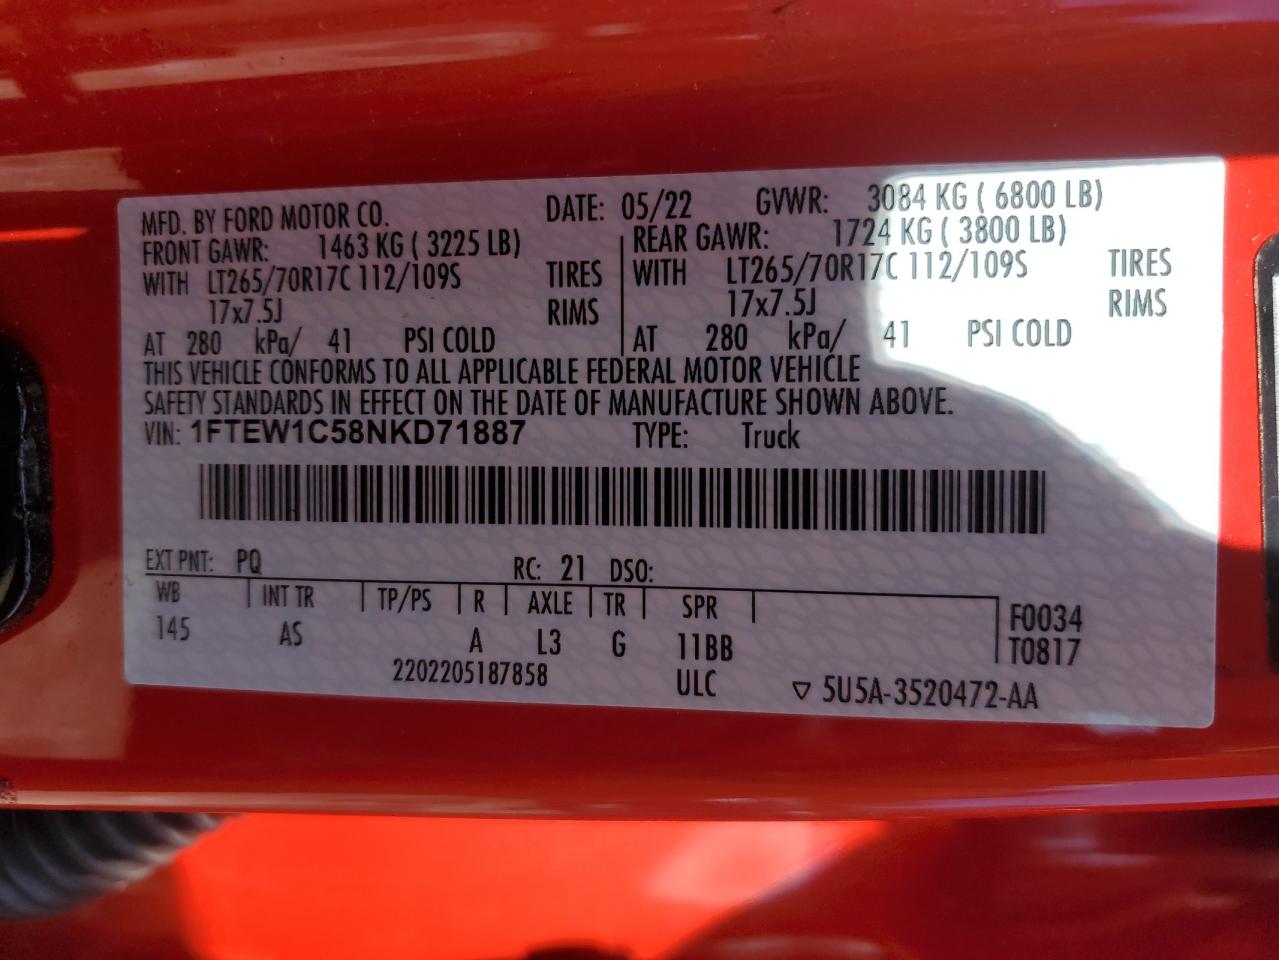 MFD. BY FORD MOTOR CO. DATE: 05/22 GVWR: 3084 KG ( 6800 LB)
FRONT GAWR: 1463 KG ( 3225 LB) REAR GAWR: 1724 KG ( 3800 LB)
WITH LT265/70R17C 112/109S TIRES WITH LT265/70R17C 112/109S TIRES
17x7.5J RIMS 17x7.5J RIMS
AT 280 kPa/ 41 PSI COLD AT 280 kPa/ 41 PSI COLD
THIS VEHICLE CONFORMS TO ALL APPLICABLE FEDERAL MOTOR VEHICLE
SAFETY STANDARDS IN EFFECT ON THE DATE OF MANUFACTURE SHOWN ABOVE.
VIN: 1FTEW1C58NKD71887 TYPE: Truck
EXT PNT: PQ RC: 21 DSO:
WB INT TR TP/PS R AXLE TR SPR F0034
145 AS A L3 G 11BB T0817
2202205187858 ULC ▽ 5U5A-3520472-AA